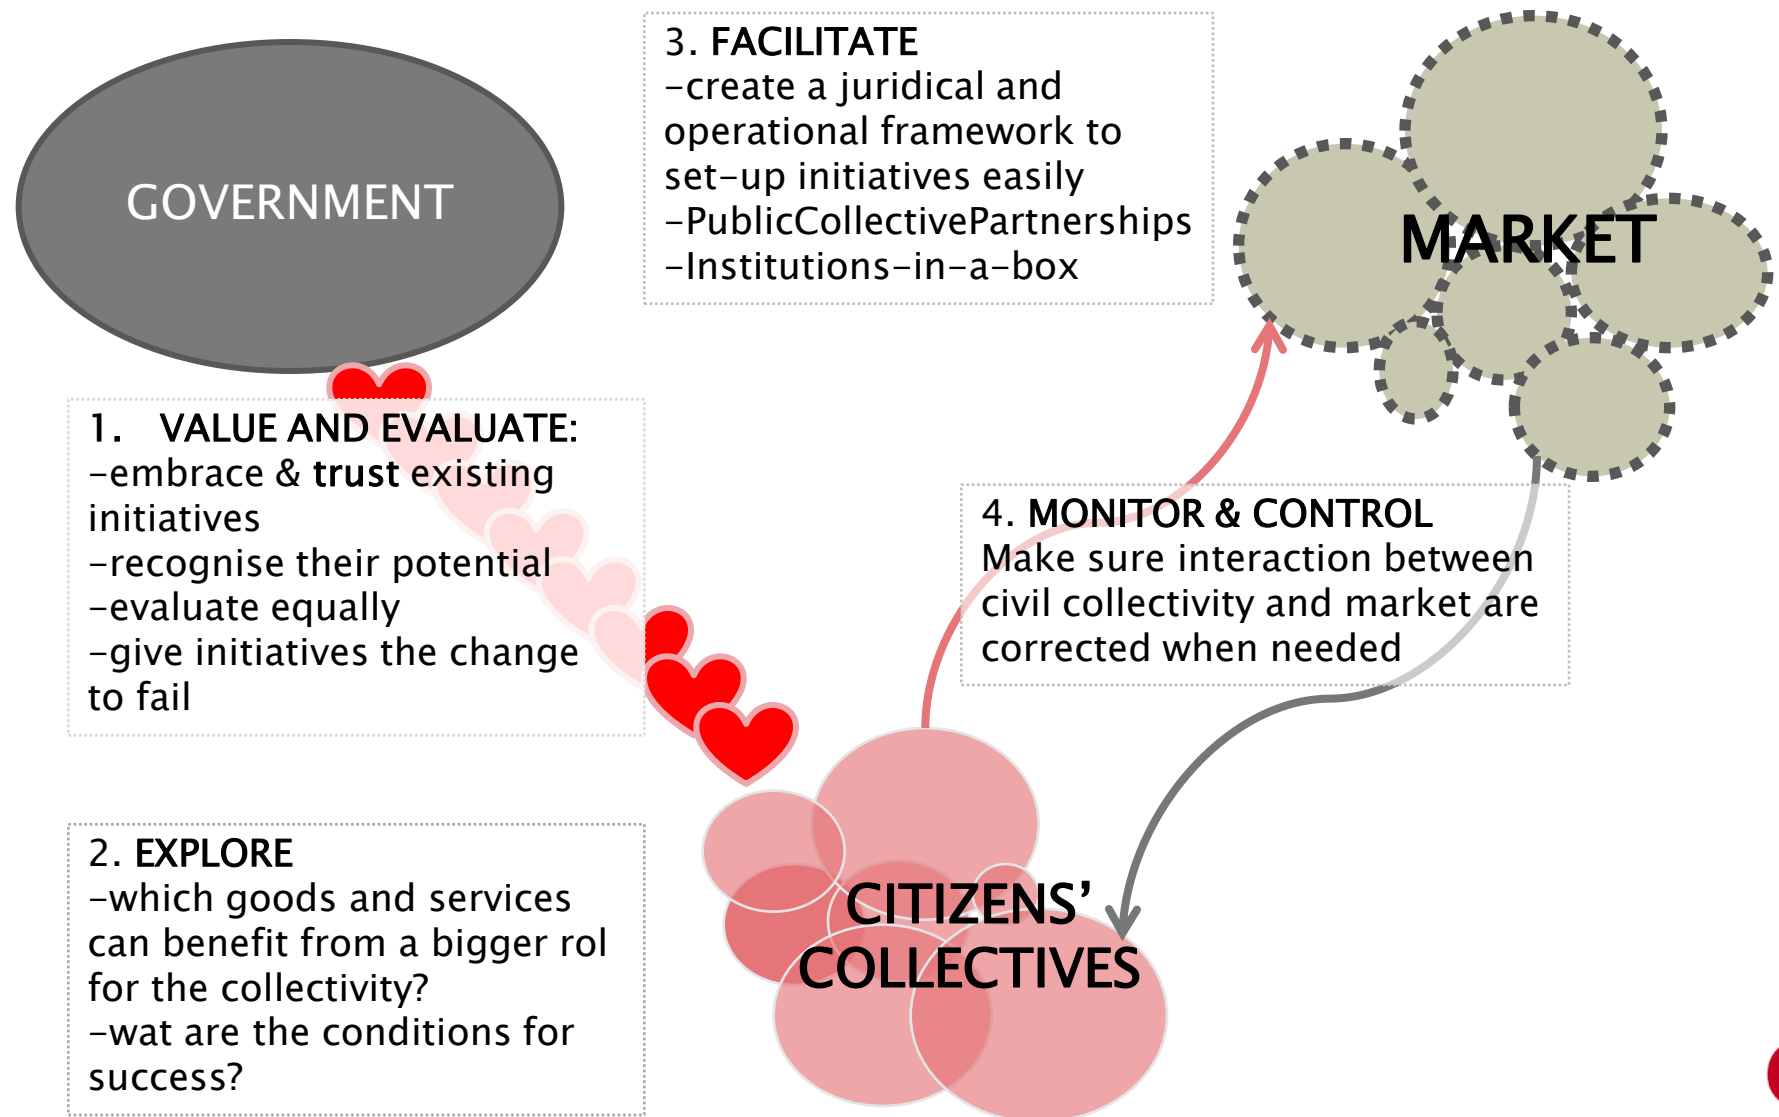 GOVERNMENT
3. FACILITATE
-create a juridical and
operational framework to
set-up initiatives easily
-PublicCollectivePartnerships
-Institutions-in-a-box
MARKET
1. VALUE AND EVALUATE:
-embrace & trust existing
initiatives
-recognise their potential
-evaluate equally
-give initiatives the change
to fail
4. MONITOR & CONTROL
Make sure interaction between
civil collectivity and market are
corrected when needed
2. EXPLORE
-which goods and services
can benefit from a bigger rol
for the collectivity?
-wat are the conditions for
success?
CITIZENS’
COLLECTIVES